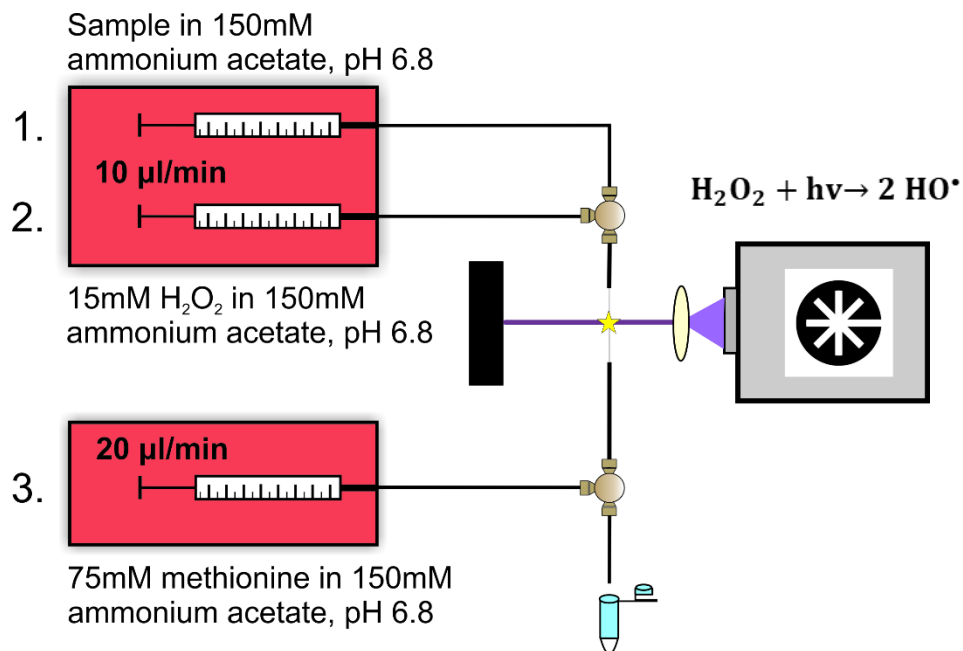 Sample in 150mM
ammonium acetate, pH 6.8
1.
10 µl/min
2.
H₂O₂ + hν→ 2 HO•
15mM H₂O₂ in 150mM
ammonium acetate, pH 6.8
20 µl/min
3.
75mM methionine in 150mM
ammonium acetate, pH 6.8